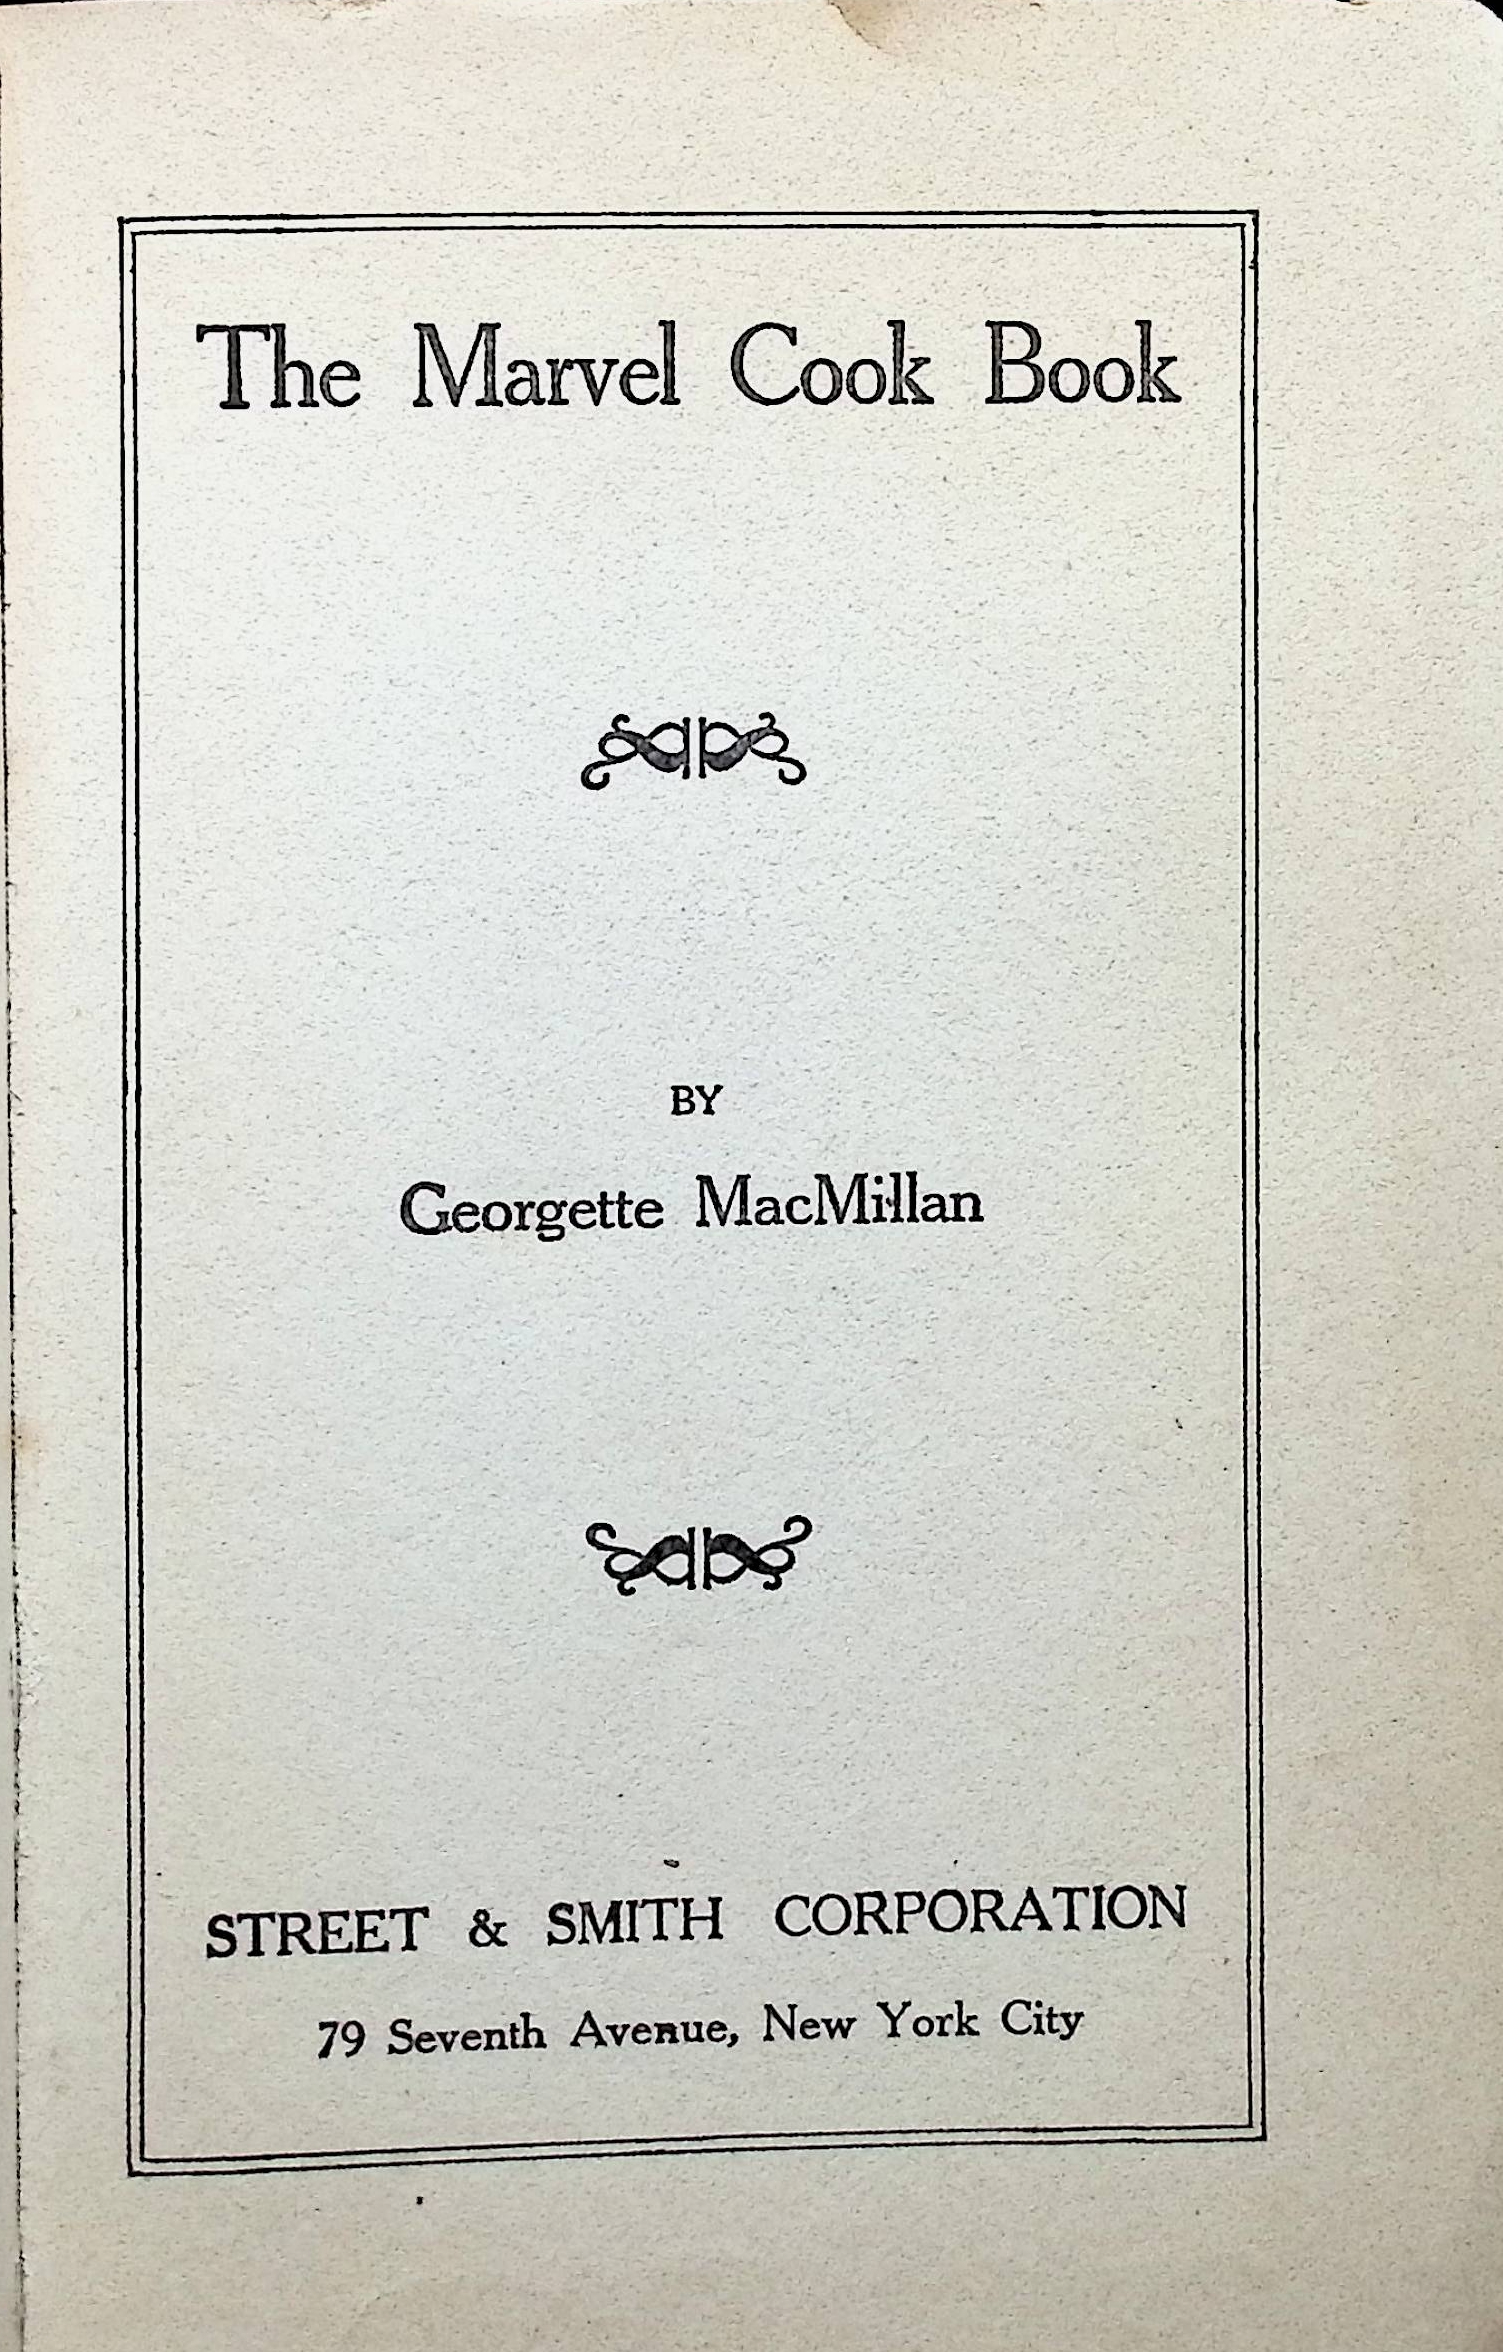 The Marvel Cook Book
BY
Georgette MacMillan
STREET & SMITH CORPORATION
79 Seventh Avenue, New York City